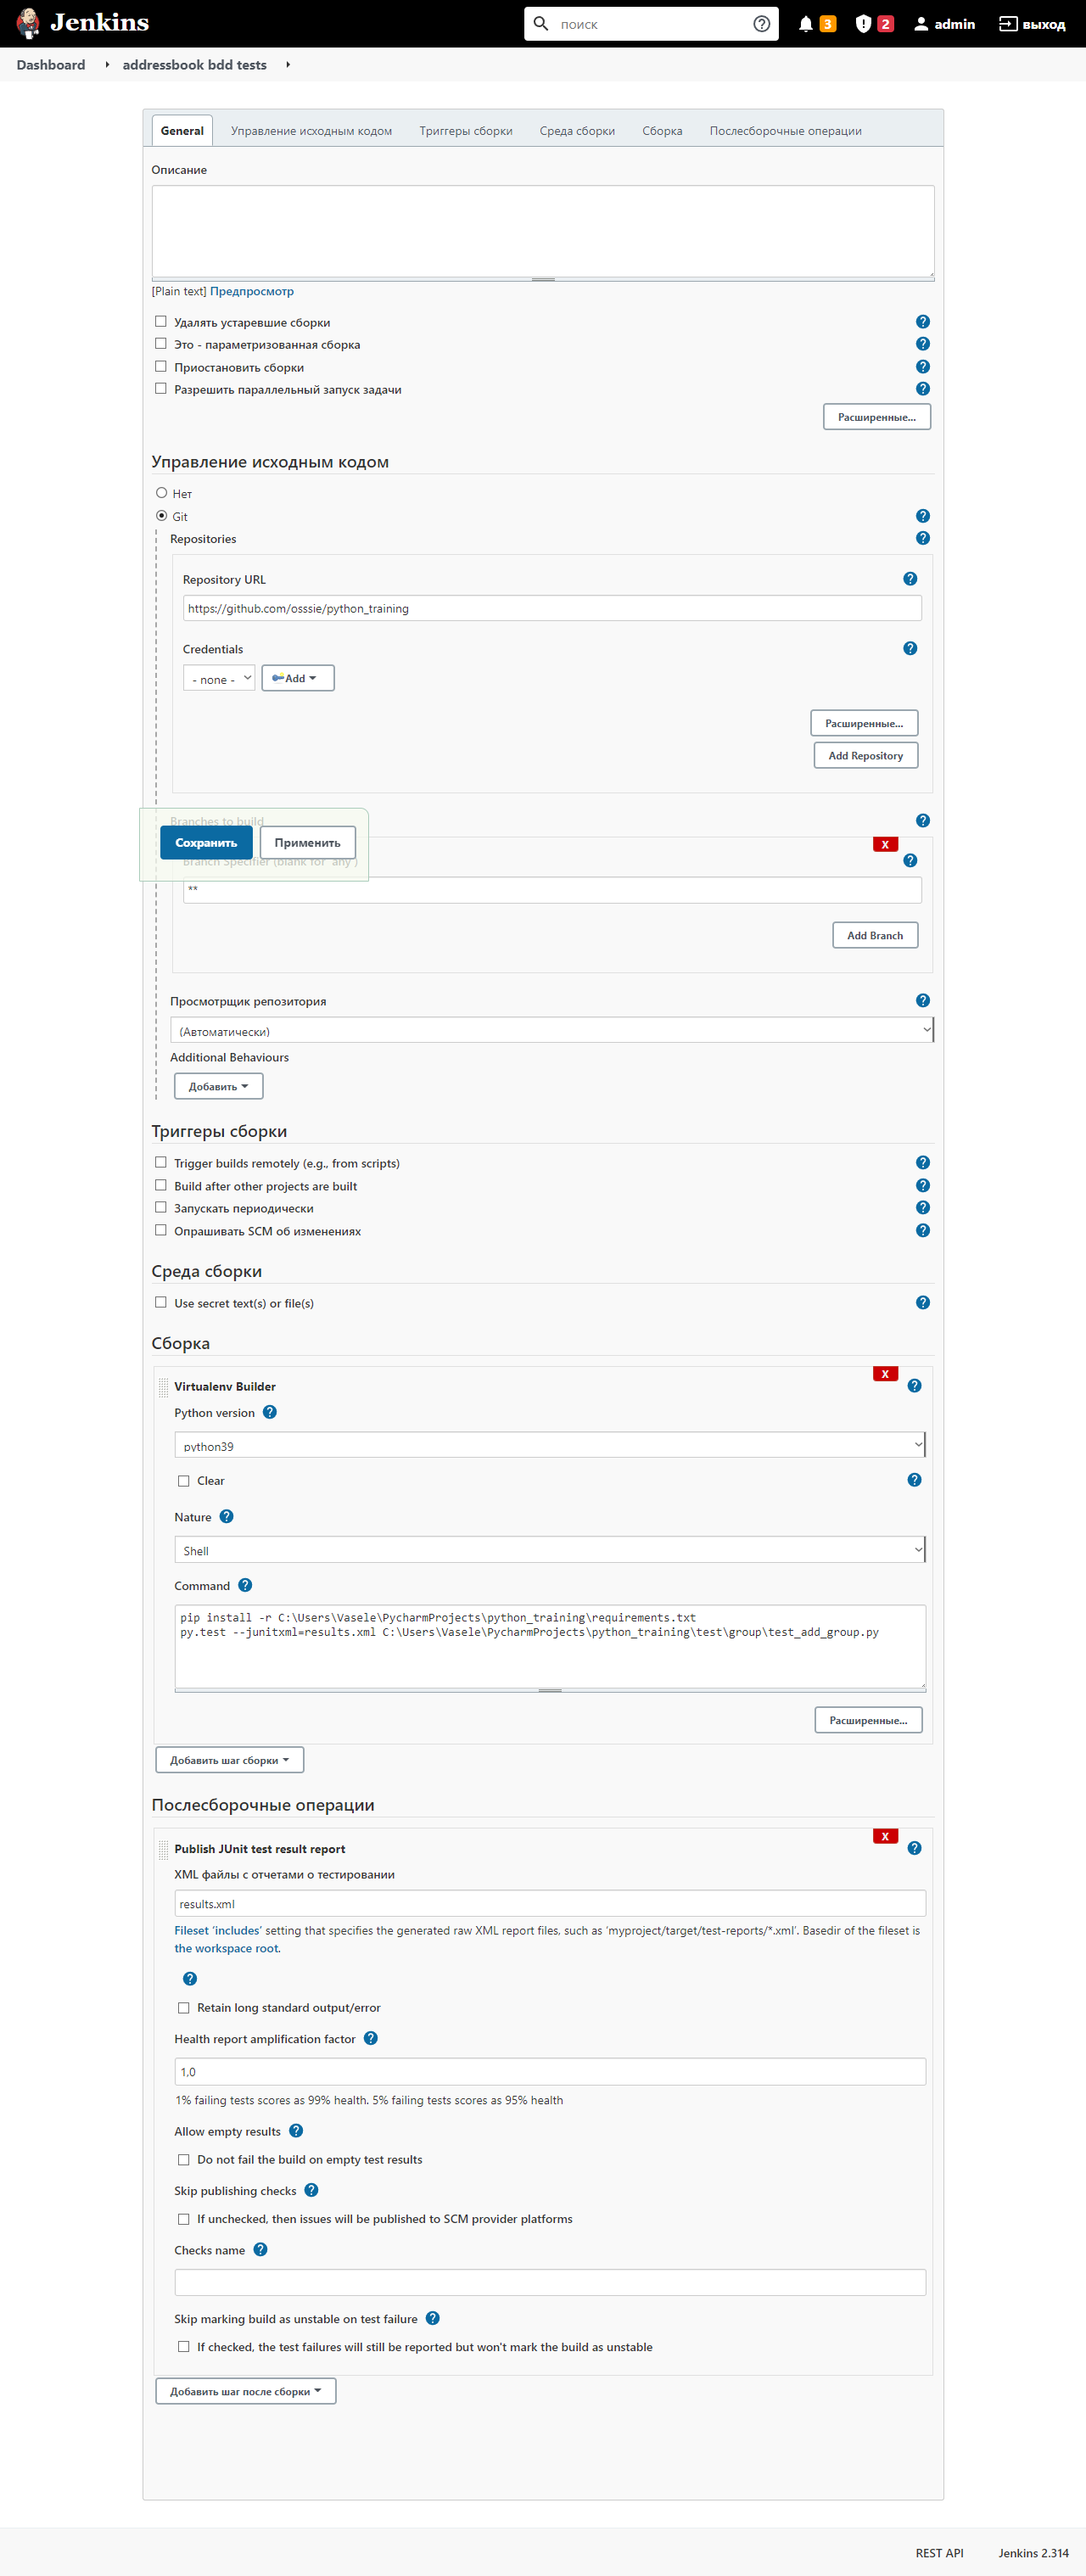 Jenkins
поиск
3
2
admin
выход
Dashboard
addressbook bdd tests
General
Управление исходным кодом
Триггеры сборки
Среда сборки
Сборка
Послесборочные операции
Описание
[Plain text] Предпросмотр
Удалять устаревшие сборки
Это - параметризованная сборка
Приостановить сборки
Разрешить параллельный запуск задачи
Расширенные...
Управление исходным кодом
Нет
Git
Repositories
Repository URL
https://github.com/osssie/python_training
Credentials
- none -
Add
Расширенные...
Add Repository
Branches to build
Сохранить
Применить
X
Branch Specifier (blank for 'any')
**
Add Branch
Просмотрщик репозитория
(Автоматически)
Additional Behaviours
Добавить
Триггеры сборки
Trigger builds remotely (e.g., from scripts)
Build after other projects are built
Запускать периодически
Опрашивать SCM об изменениях
Среда сборки
Use secret text(s) or file(s)
Сборка
X
Virtualenv Builder
Python version
python39
Clear
Nature
Shell
Command
pip install -r C:\Users\Vasele\PycharmProjects\python_training\requirements.txt
py.test --junitxml=results.xml C:\Users\Vasele\PycharmProjects\python_training\test\group\test_add_group.py
Расширенные...
Добавить шаг сборки
Послесборочные операции
X
Publish JUnit test result report
XML файлы с отчетами о тестировании
results.xml
Fileset 'includes' setting that specifies the generated raw XML report files, such as 'myproject/target/test-reports/*.xml'. Basedir of the fileset is
the workspace root.
Retain long standard output/error
Health report amplification factor
1,0
1% failing tests scores as 99% health. 5% failing tests scores as 95% health
Allow empty results
Do not fail the build on empty test results
Skip publishing checks
If unchecked, then issues will be published to SCM provider platforms
Checks name
Skip marking build as unstable on test failure
If checked, the test failures will still be reported but won't mark the build as unstable
Добавить шаг после сборки
REST API
Jenkins 2.314